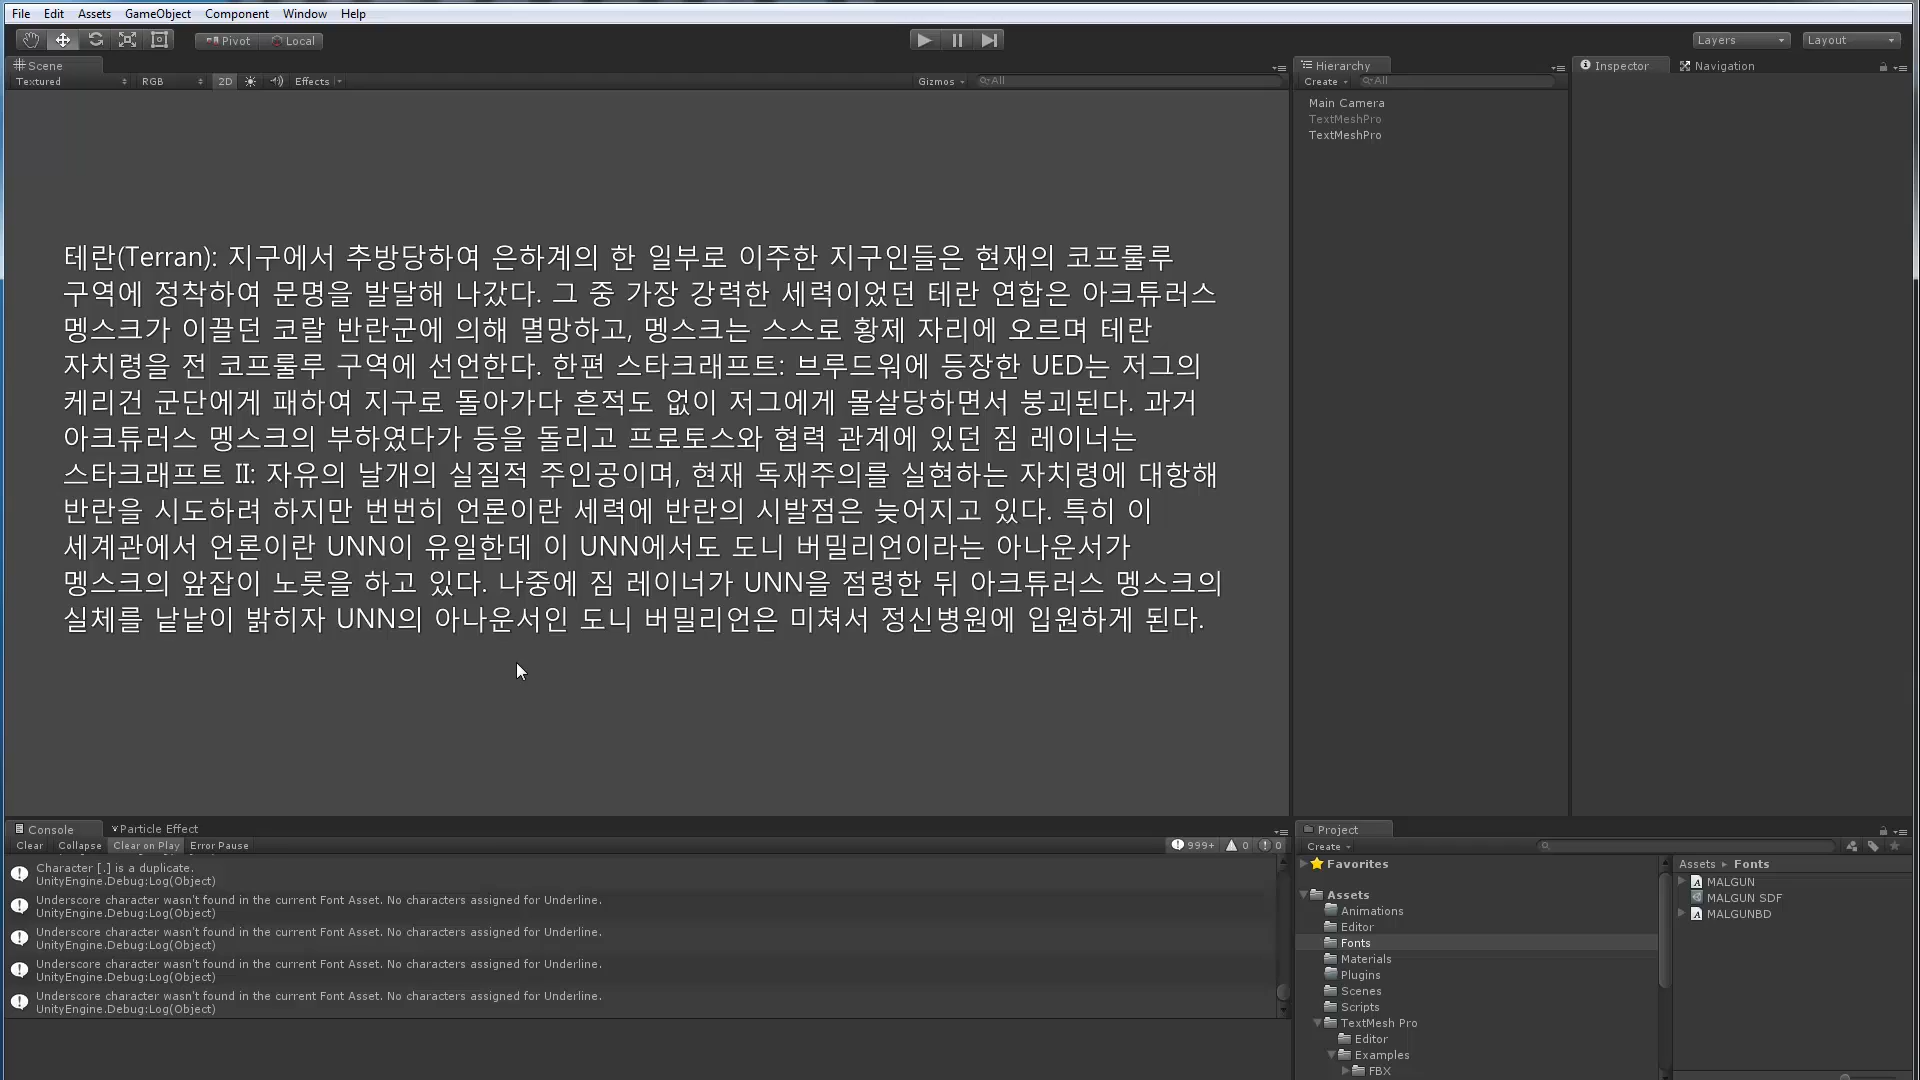 File Edit Assets GameObject Component Window Help
Pivot Local
Layers Layout
Scene
Textured RGB 2D Effects Gizmos All
Hierarchy
Create All
Main Camera
TextMeshPro
TextMeshPro
Inspector Navigation
테란(Terran): 지구에서 추방당하여 은하계의 한 일부로 이주한 지구인들은 현재의 코프룰루
구역에 정착하여 문명을 발달해 나갔다. 그 중 가장 강력한 세력이었던 테란 연합은 아크튜러스
멩스크가 이끌던 코랄 반란군에 의해 멸망하고, 멩스크는 스스로 황제 자리에 오르며 테란
자치령을 전 코프룰루 구역에 선언한다. 한편 스타크래프트: 브루드워에 등장한 UED는 저그의
케리건 군단에게 패하여 지구로 돌아가다 흔적도 없이 저그에게 몰살당하면서 붕괴된다. 과거
아크튜러스 멩스크의 부하였다가 등을 돌리고 프로토스와 협력 관계에 있던 짐 레이너는
스타크래프트 II: 자유의 날개의 실질적 주인공이며, 현재 독재주의를 실현하는 자치령에 대항해
반란을 시도하려 하지만 번번히 언론이란 세력에 반란의 시발점은 늦어지고 있다. 특히 이
세계관에서 언론이란 UNN이 유일한데 이 UNN에서도 도니 버밀리언이라는 아나운서가
멩스크의 앞잡이 노릇을 하고 있다. 나중에 짐 레이너가 UNN을 점령한 뒤 아크튜러스 멩스크의
실체를 낱낱이 밝히자 UNN의 아나운서인 도니 버밀리언은 미쳐서 정신병원에 입원하게 된다.
Console Particle Effect
Clear Collapse Clear on Play Error Pause 999+ 0 0
Character [.] is a duplicate.
UnityEngine.Debug:Log(Object)
Underscore character wasn't found in the current Font Asset. No characters assigned for Underline.
UnityEngine.Debug:Log(Object)
Underscore character wasn't found in the current Font Asset. No characters assigned for Underline.
UnityEngine.Debug:Log(Object)
Underscore character wasn't found in the current Font Asset. No characters assigned for Underline.
UnityEngine.Debug:Log(Object)
Underscore character wasn't found in the current Font Asset. No characters assigned for Underline.
UnityEngine.Debug:Log(Object)
Project
Create
Favorites
Assets
Animations
Editor
Fonts
Materials
Plugins
Scenes
Scripts
TextMesh Pro
Editor
Examples
FBX
Assets Fonts
MALGUN
MALGUN SDF
MALGUNBD